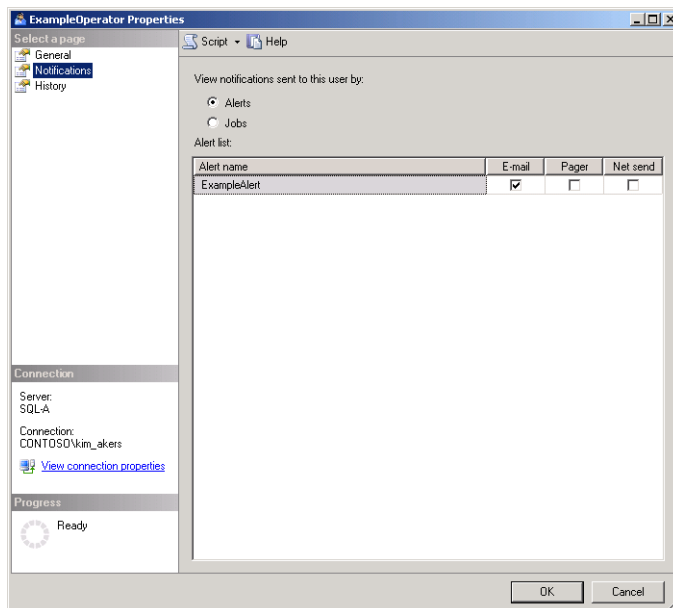 ExampleOperator Properties
Select a page
General
Notifications
History
Script
Help
View notifications sent to this user by:
Alerts
Jobs
Alert list:
Alert name E-mail Pager Net send
ExampleAlert
Connection
Server:
SQL-A
Connection:
CONTOSO\kim_akers
View connection properties
Progress
Ready
OK Cancel